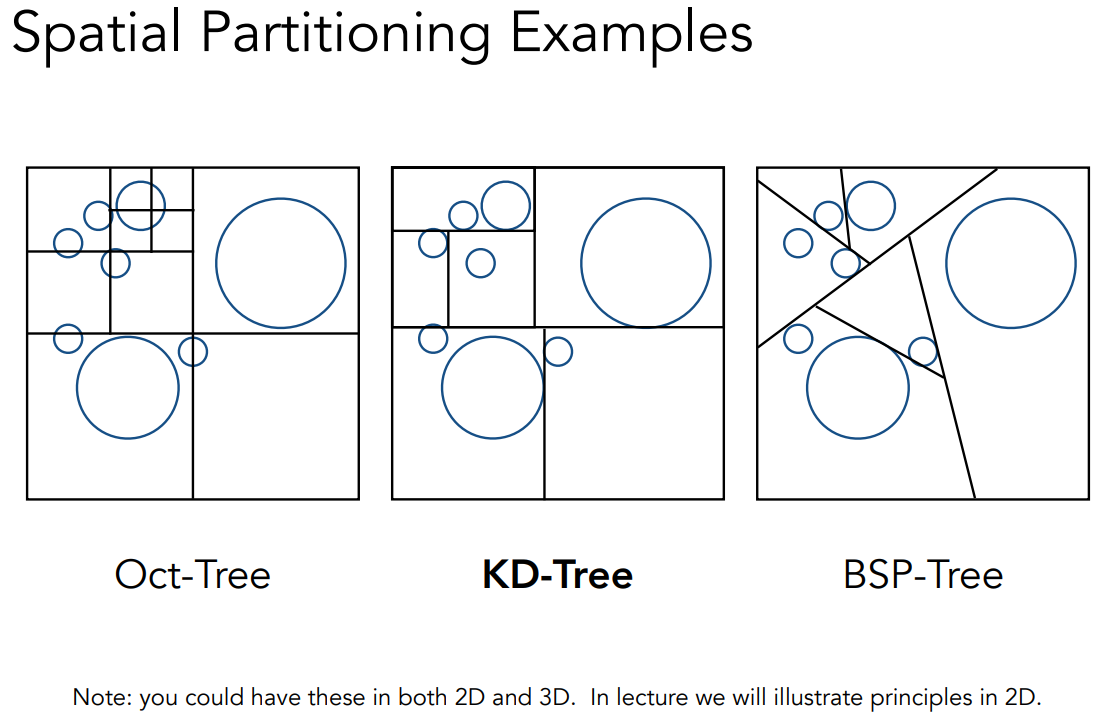 Spatial Partitioning Examples
Oct-Tree
KD-Tree
BSP-Tree
Note: you could have these in both 2D and 3D. In lecture we will illustrate principles in 2D.